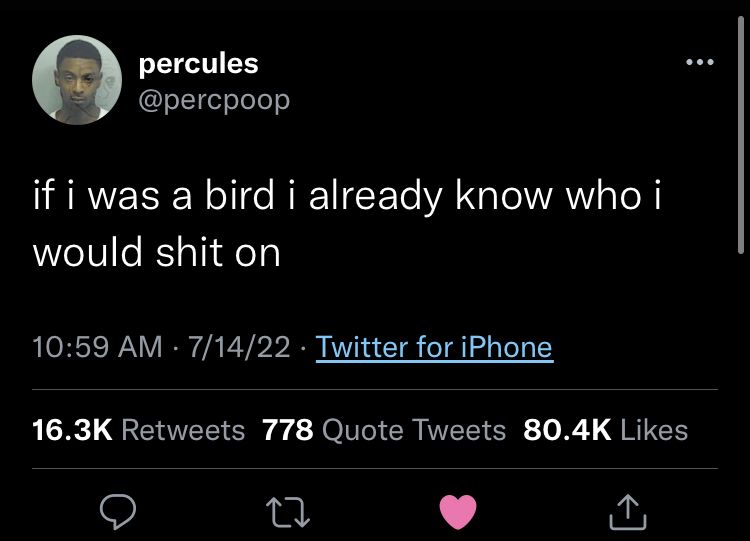 percules
@percpoop
if i was a bird i already know who i
would shit on
10:59 AM · 7/14/22 · Twitter for iPhone
16.3K Retweets 778 Quote Tweets 80.4K Likes